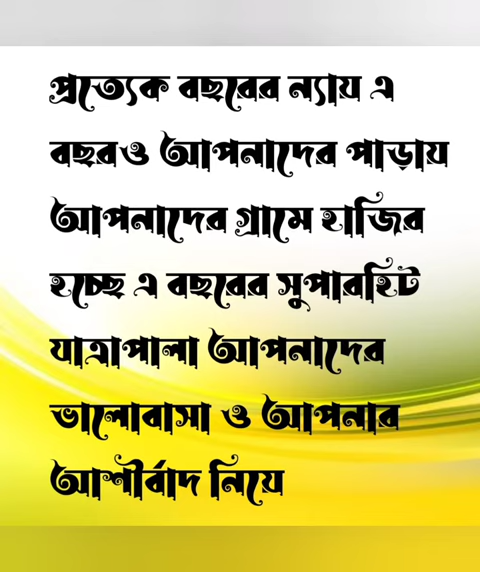 প্রত্যেক বছরের ন্যায় এ
বছরও আপনাদের পাড়ায়
আপনাদের গ্রামে হাজির
হচ্ছে এ বছরের সুপারহিট
যাত্রাপালা আপনাদের
ভালোবাসা ও আপনার
আশীর্বাদ নিয়ে